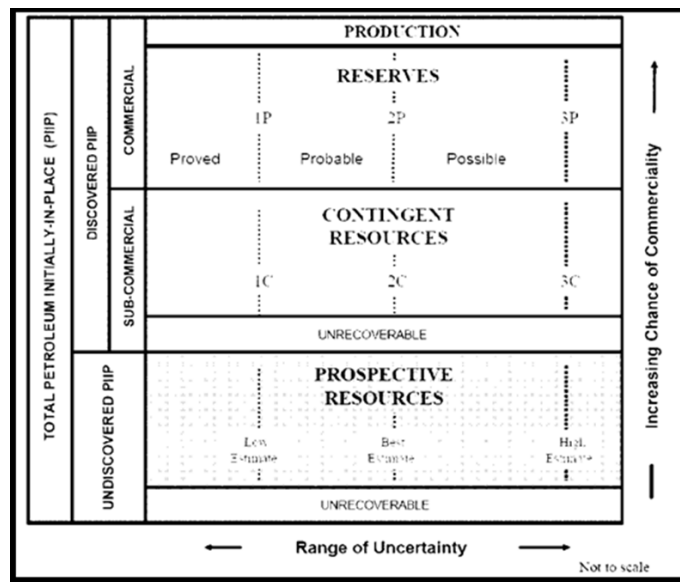 TOTAL PETROLEUM INITIALLY-IN-PLACE (PIIP)
DISCOVERED PIIP
UNDISCOVERED PIIP
COMMERCIAL
SUB-COMMERCIAL
PRODUCTION
RESERVES
1P 2P 3P
Proved Probable Possible
CONTINGENT
RESOURCES
1C 2C 3C
UNRECOVERABLE
PROSPECTIVE
RESOURCES
Low Best High
Estimate Estimate Estimate
UNRECOVERABLE
Increasing Chance of Commerciality
Range of Uncertainty
Not to scale